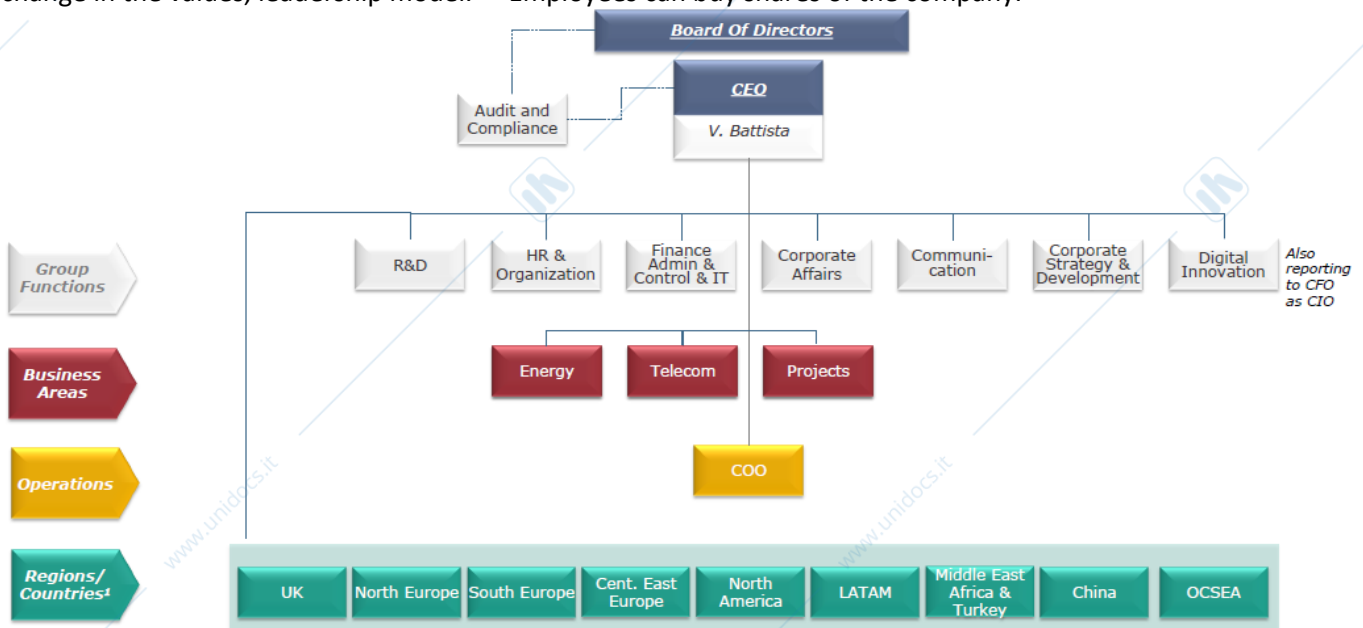 change in the values, leadership model. Employees can buy shares of the company.
Board Of Directors
CEO
Audit and
Compliance
V. Battista
Group
Functions
R&D
HR &
Organization
Finance
Admin &
Control & IT
Corporate
Affairs
Communi-
cation
Corporate
Strategy &
Development
Digital
Innovation
Also
reporting
to CFO
as CIO
Business
Areas
Energy
Telecom
Projects
Operations
COO
www.unidocs.it
www.unidocs.it
Regions/
Countries¹
UK
North Europe
South Europe
Cent. East
Europe
North
America
LATAM
Middle East
Africa &
Turkey
China
OCSEA